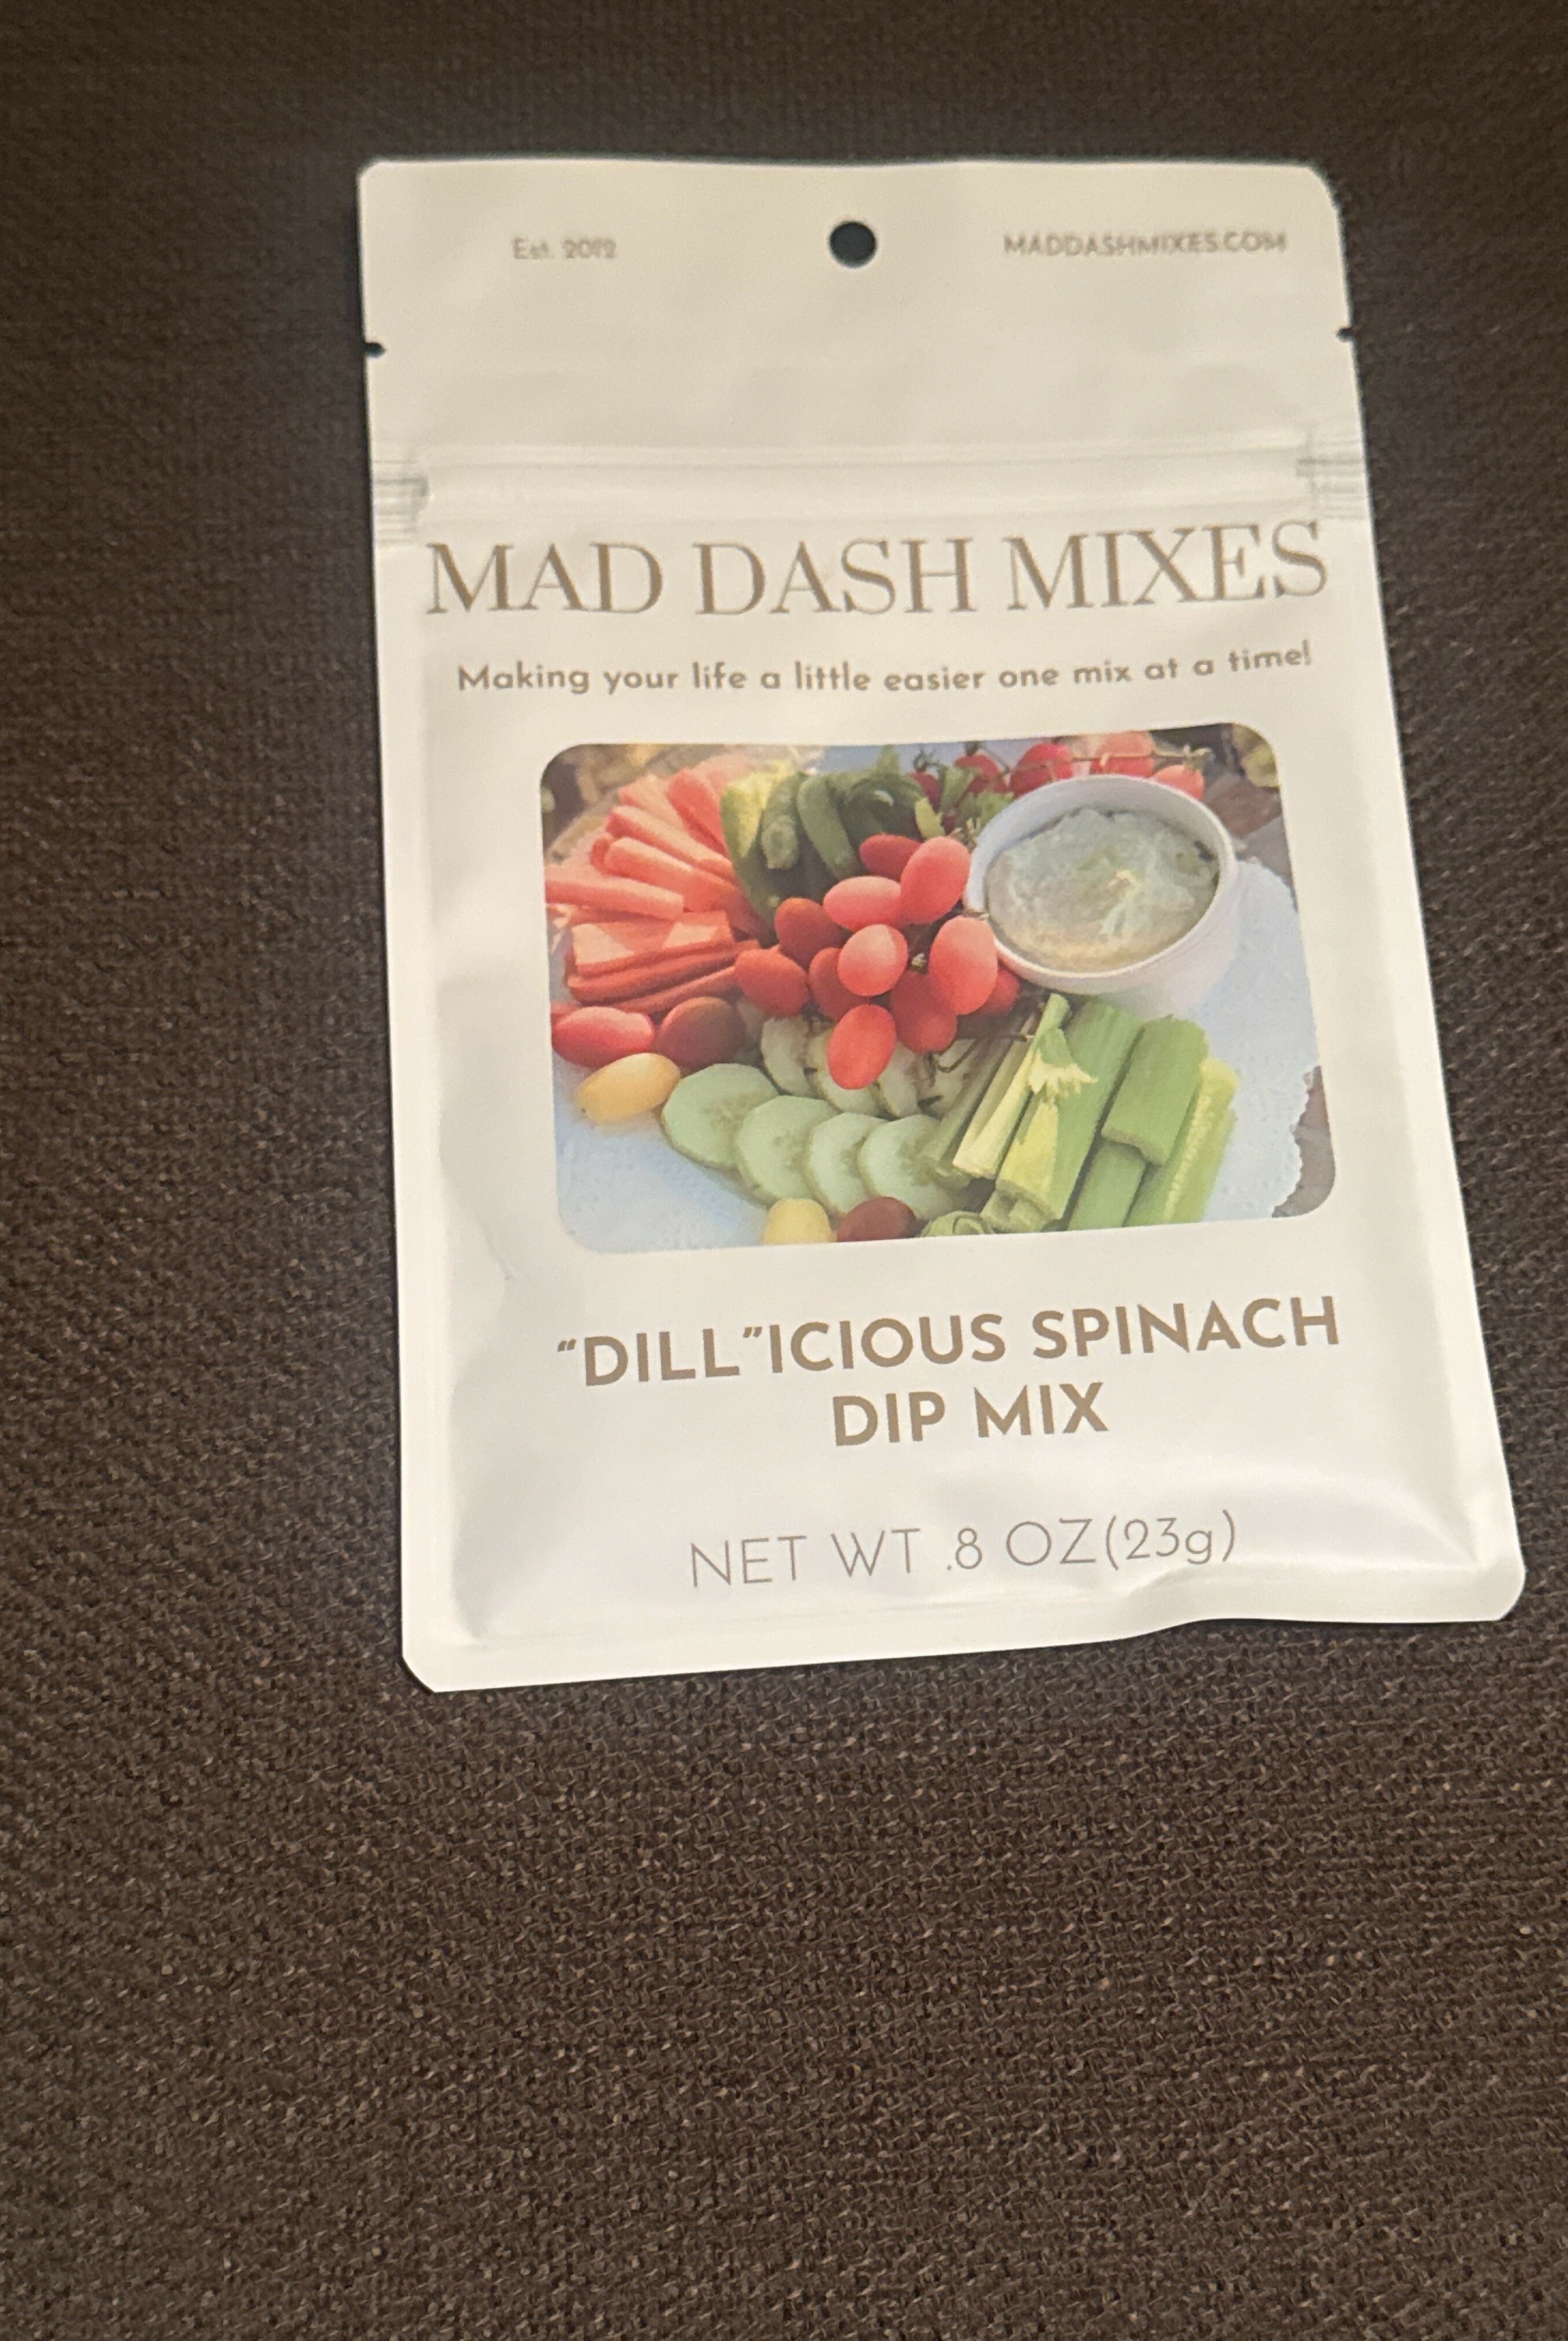 Est. 2012
MADDASHMIXES.COM
MAD DASH MIXES
Making your life a little easier one mix at a time!
“DILL”ICIOUS SPINACH
DIP MIX
NET WT .8 OZ(23g)